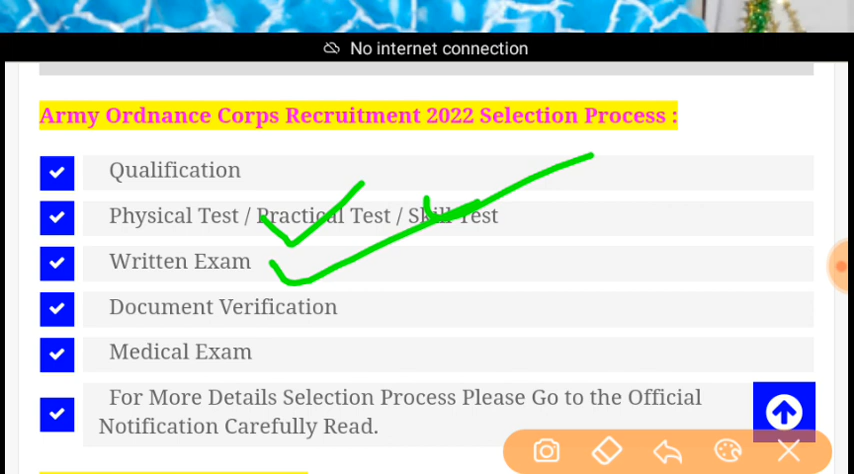 No internet connection
Army Ordnance Corps Recruitment 2022 Selection Process :
Qualification
Physical Test / Practical Test / Skill Test
Written Exam
Document Verification
Medical Exam
For More Details Selection Process Please Go to the Official
Notification Carefully Read.